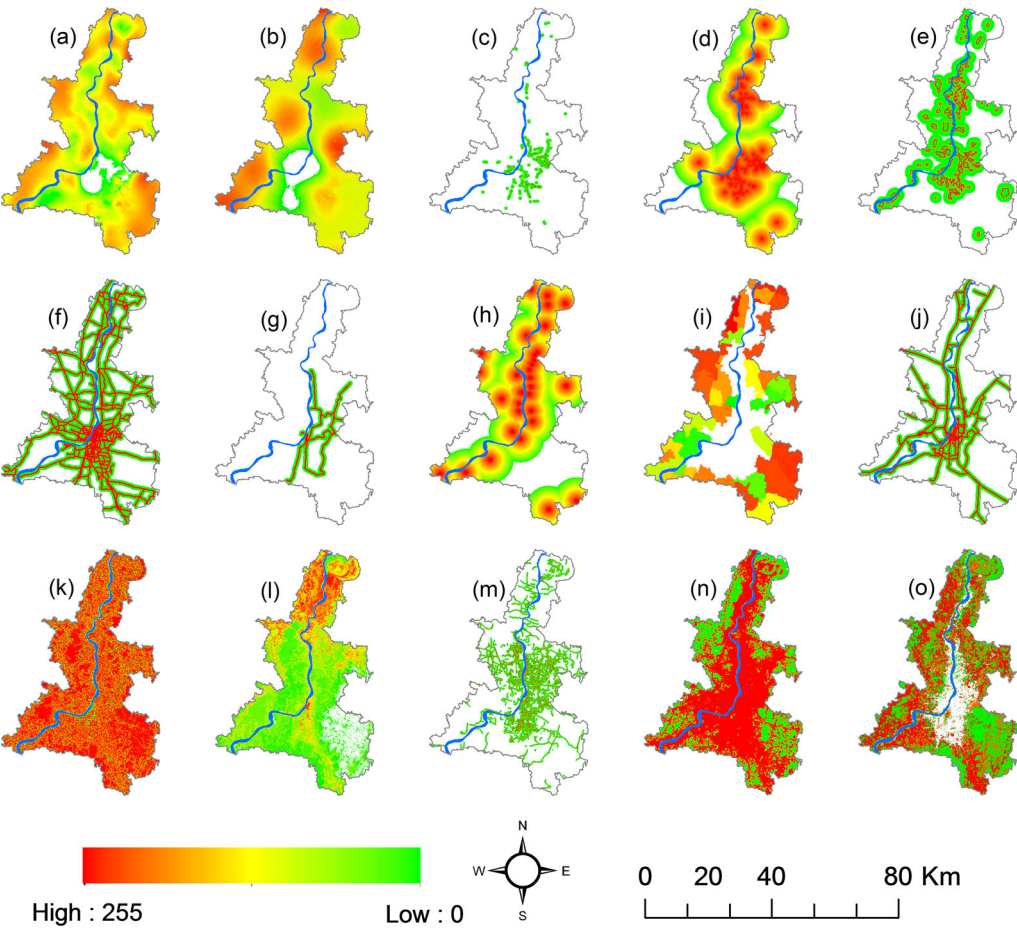 (a) (b) (c) (d) (e)
(f) (g) (h) (i) (j)
(k) (l) (m) (n) (o)
N
W E
S
0 20 40 80 Km
High : 255 Low : 0